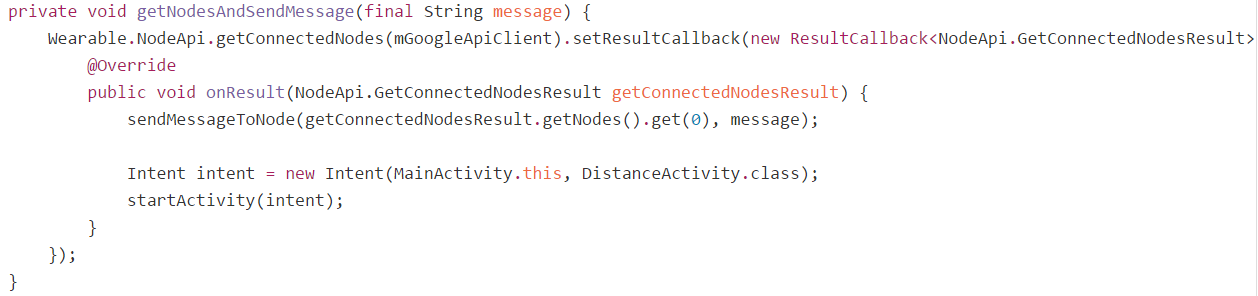 private void getNodesAndSendMessage(final String message) {
    Wearable.NodeApi.getConnectedNodes(mGoogleApiClient).setResultCallback(new ResultCallback<NodeApi.GetConnectedNodesResult>
        @Override
        public void onResult(NodeApi.GetConnectedNodesResult getConnectedNodesResult) {
            sendMessageToNode(getConnectedNodesResult.getNodes().get(0), message);

            Intent intent = new Intent(MainActivity.this, DistanceActivity.class);
            startActivity(intent);
        }
    });
}